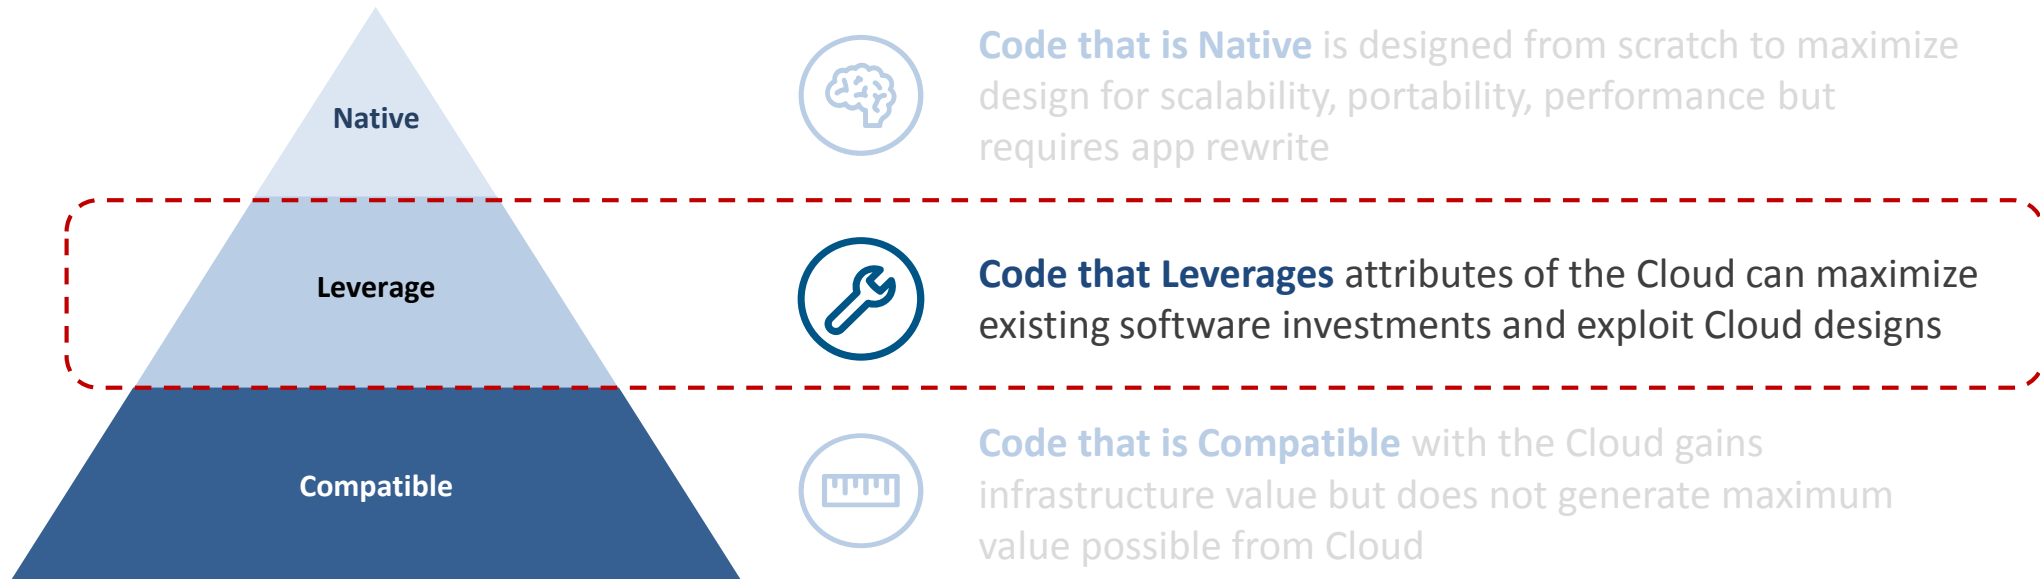 Native
Code that is Native is designed from scratch to maximize
design for scalability, portability, performance but
requires app rewrite
Leverage
Code that Leverages attributes of the Cloud can maximize
existing software investments and exploit Cloud designs
Compatible
Code that is Compatible with the Cloud gains
infrastructure value but does not generate maximum
value possible from Cloud